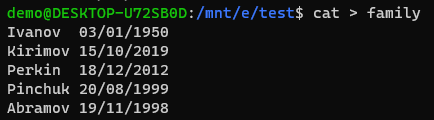 demo@DESKTOP-U72SB0D:/mnt/e/test$ cat > family
Ivanov  03/01/1950
Kirimov 15/10/2019
Perkin  18/12/2012
Pinchuk 20/08/1999
Abramov 19/11/1998